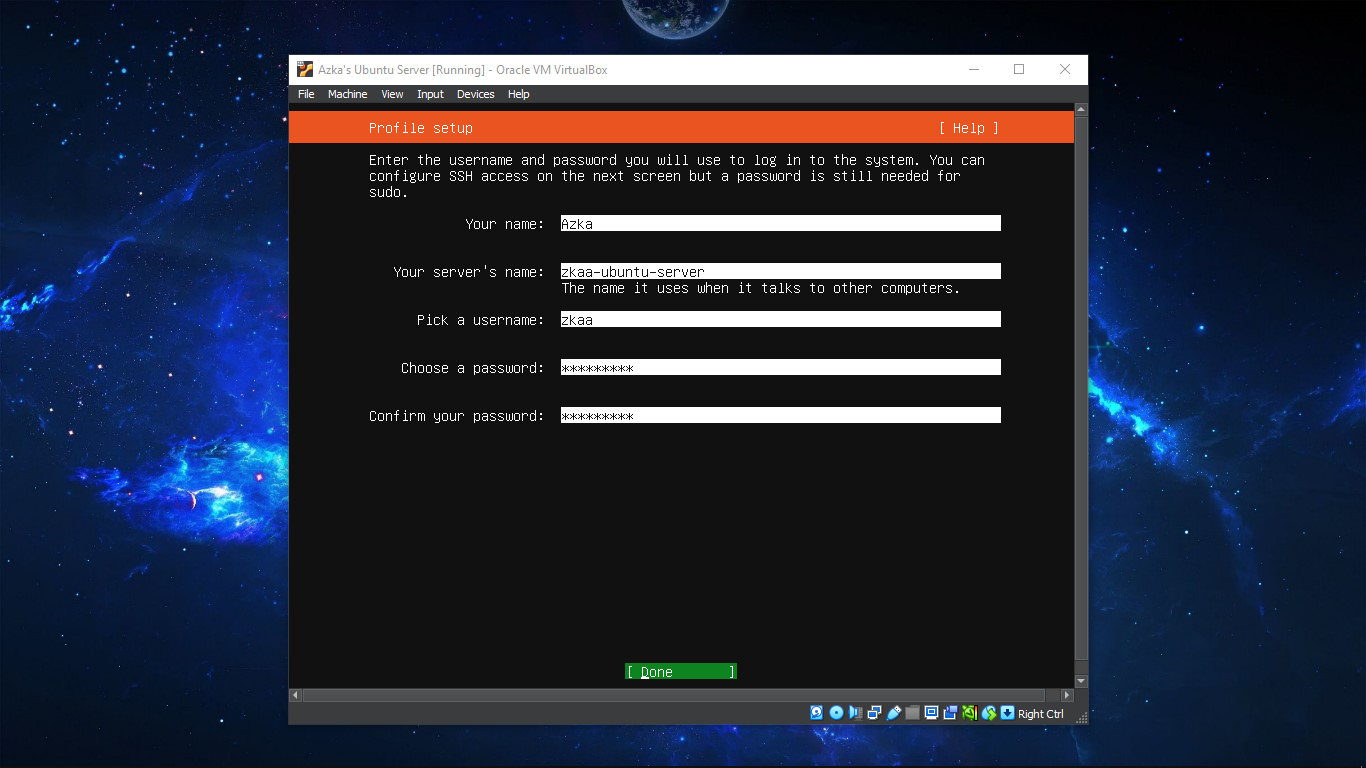 Azka's Ubuntu Server [Running] - Oracle VM VirtualBox
File Machine View Input Devices Help
Profile setup [ Help ]
Enter the username and password you will use to log in to the system. You can
configure SSH access on the next screen but a password is still needed for
sudo.
Your name: Azka
Your server's name: zkaa-ubuntu-server
The name it uses when it talks to other computers.
Pick a username: zkaa
Choose a password: *********
Confirm your password: *********
[ Done ]
Right Ctrl